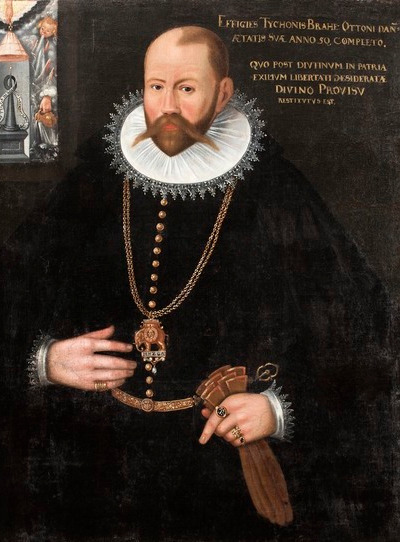 EFFIGIES TYCHONIS BRAHE OTTONI DAÑ
ÆTATIS SVÆ ANNO 50, COMPLETO,
QVO POST DIVTINVM IN PATRIA
EXILIVM LIBERTATI DESIDERATÆ
DIVINO PROVISV
RESTITVTVS EST.